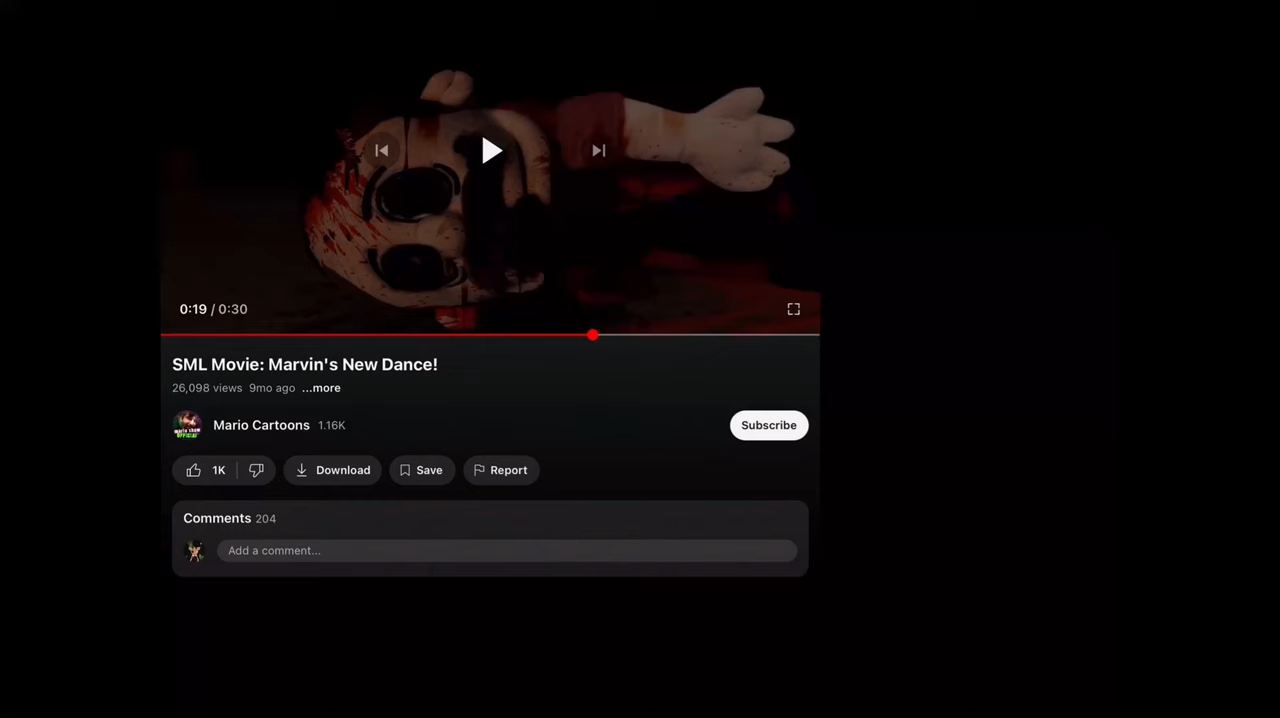 0:19 / 0:30
SML Movie: Marvin's New Dance!
26,098 views 9mo ago ...more
Mario Cartoons 1.16K
Subscribe
1K
Download
Save
Report
Comments 204
Add a comment...